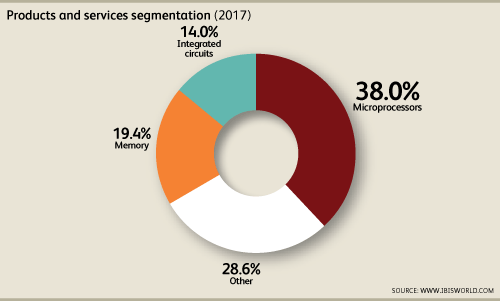 Products and services segmentation (2017)
14.0%
Integrated
circuits
38.0%
Microprocessors
19.4%
Memory
28.6%
Other
SOURCE: WWW.IBISWORLD.COM